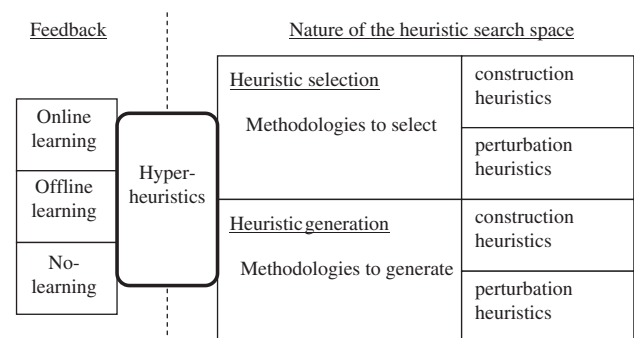 Feedback
Nature of the heuristic search space
Online
learning
Offline
learning
No-
learning
Hyper-
heuristics
Heuristic selection
Methodologies to select
construction
heuristics
perturbation
heuristics
Heuristic generation
Methodologies to generate
construction
heuristics
perturbation
heuristics